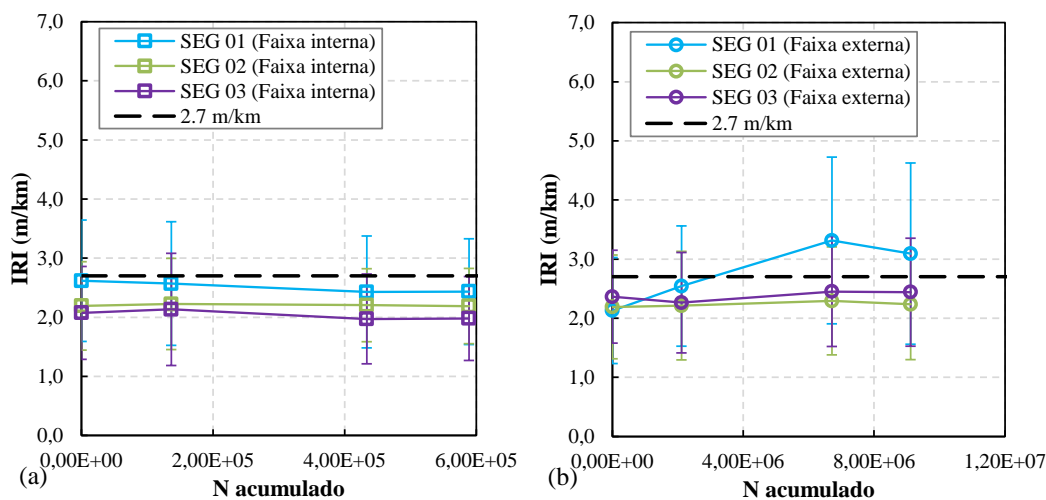 7,0
6,0
5,0
4,0
3,0
2,0
1,0
0,0
IRI (m/km)
SEG 01 (Faixa interna)
SEG 02 (Faixa interna)
SEG 03 (Faixa interna)
2.7 m/km
0,00E+00 2,00E+05 4,00E+05 6,00E+05
N acumulado
(a)
7,0
6,0
5,0
4,0
3,0
2,0
1,0
0,0
IRI (m/km)
SEG 01 (Faixa externa)
SEG 02 (Faixa externa)
SEG 03 (Faixa externa)
2.7 m/km
0,00E+00 4,00E+06 8,00E+06 1,20E+07
N acumulado
(b)